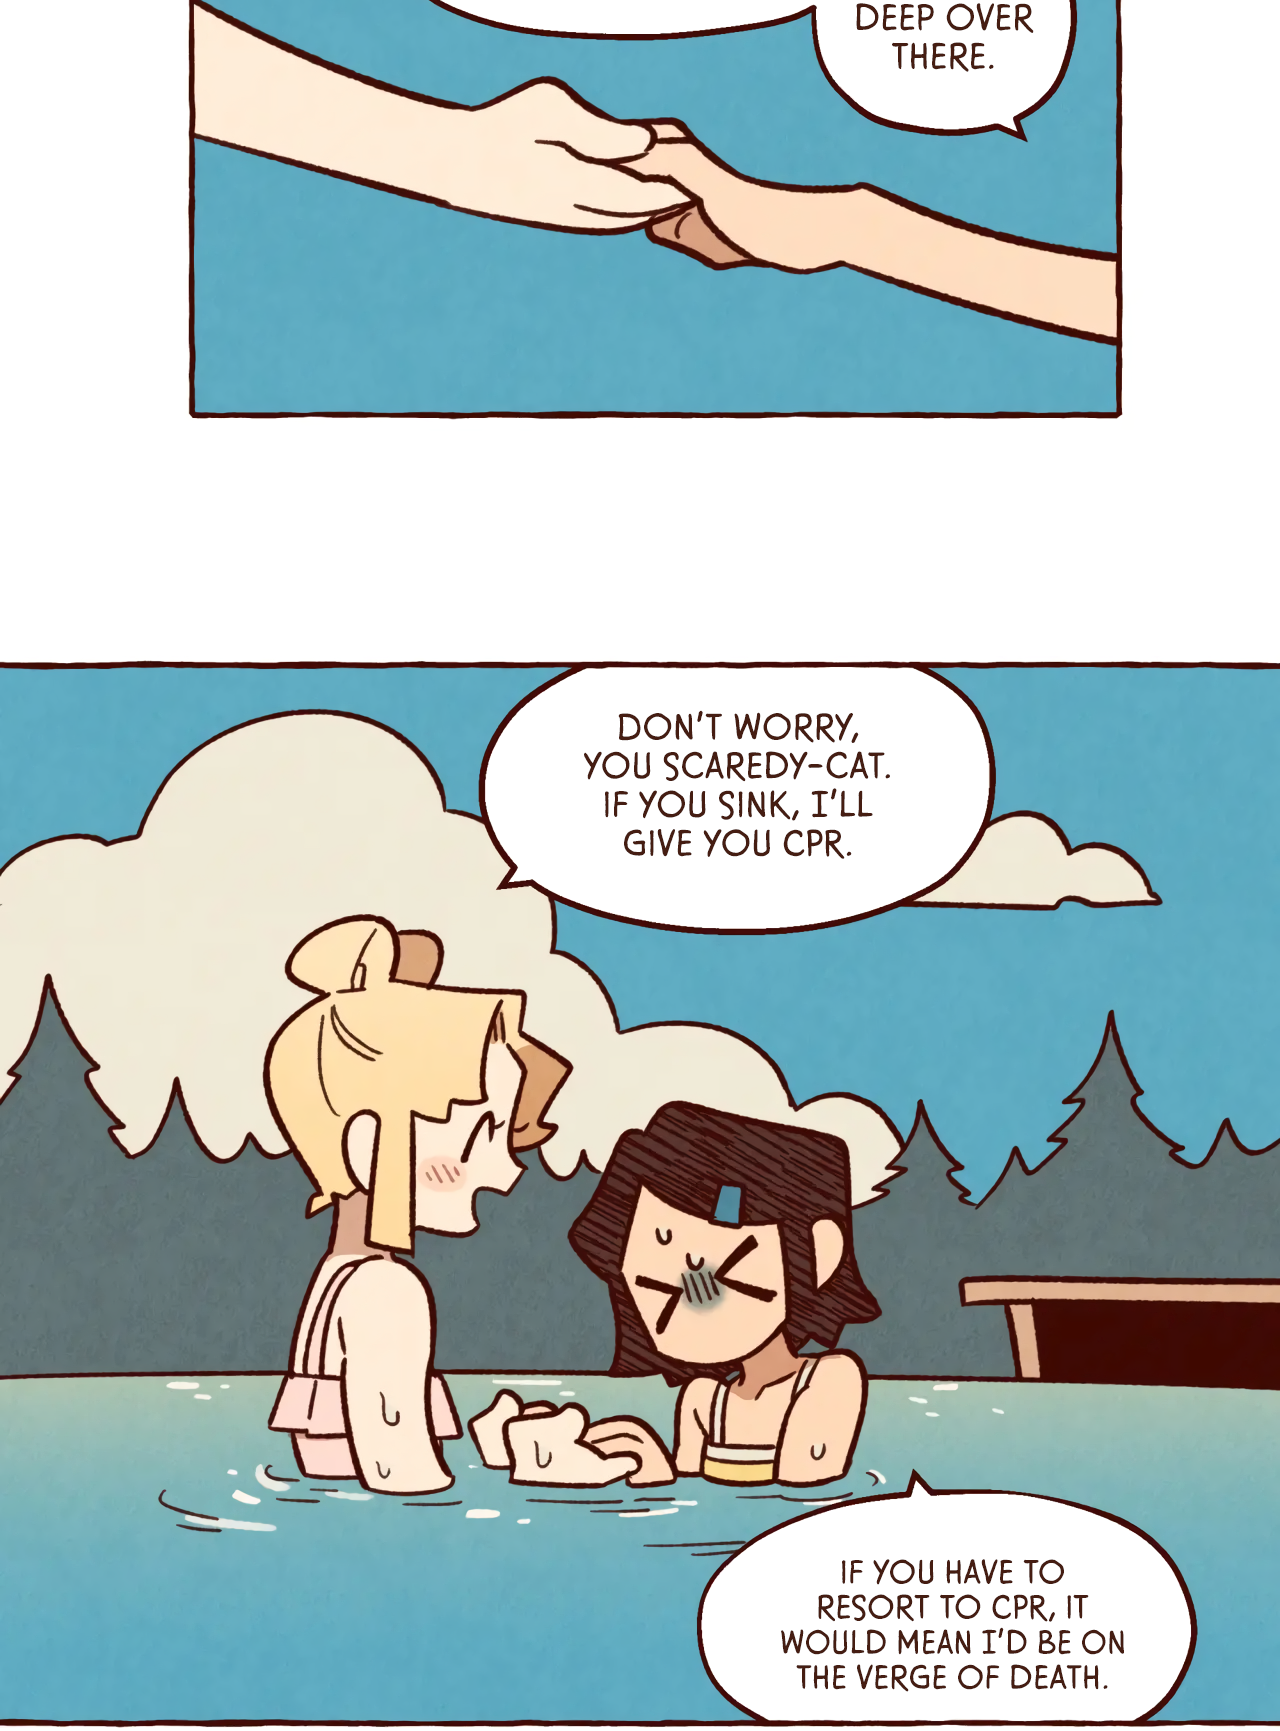 DEEP OVER
THERE.
DON'T WORRY,
YOU SCAREDY-CAT.
IF YOU SINK, I'LL
GIVE YOU CPR.
IF YOU HAVE TO
RESORT TO CPR, IT
WOULD MEAN I'D BE ON
THE VERGE OF DEATH.